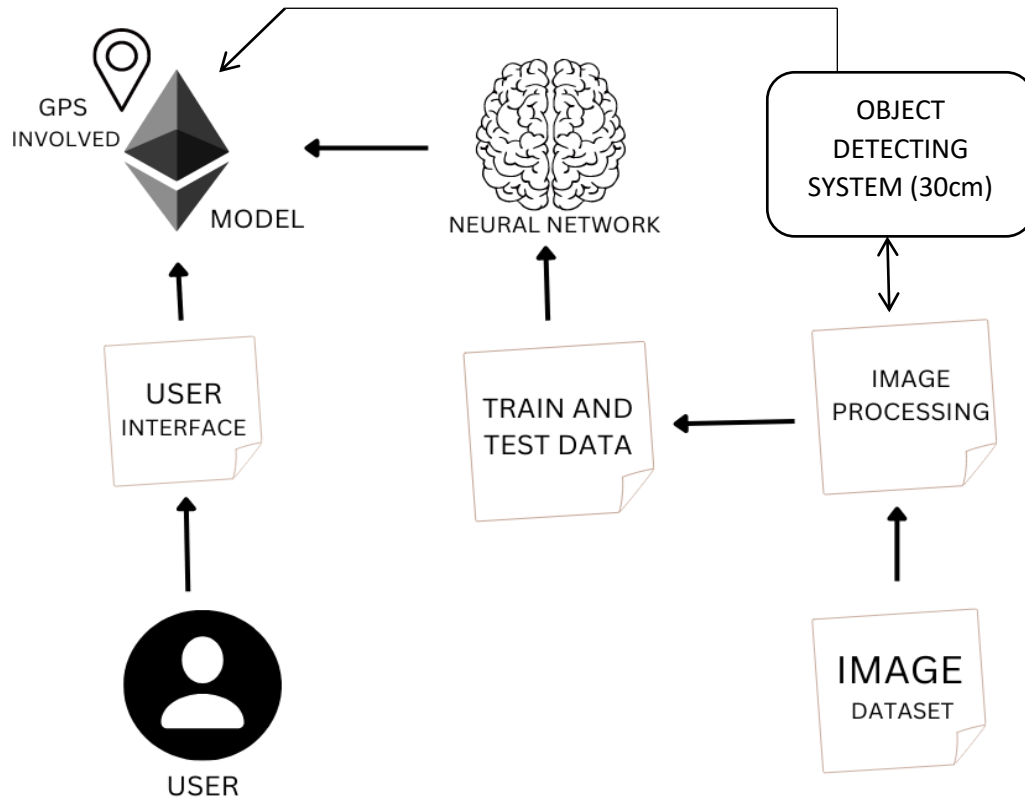 GPS
INVOLVED
MODEL
NEURAL NETWORK
OBJECT
DETECTING
SYSTEM (30cm)
USER
INTERFACE
TRAIN AND
TEST DATA
IMAGE
PROCESSING
USER
IMAGE
DATASET